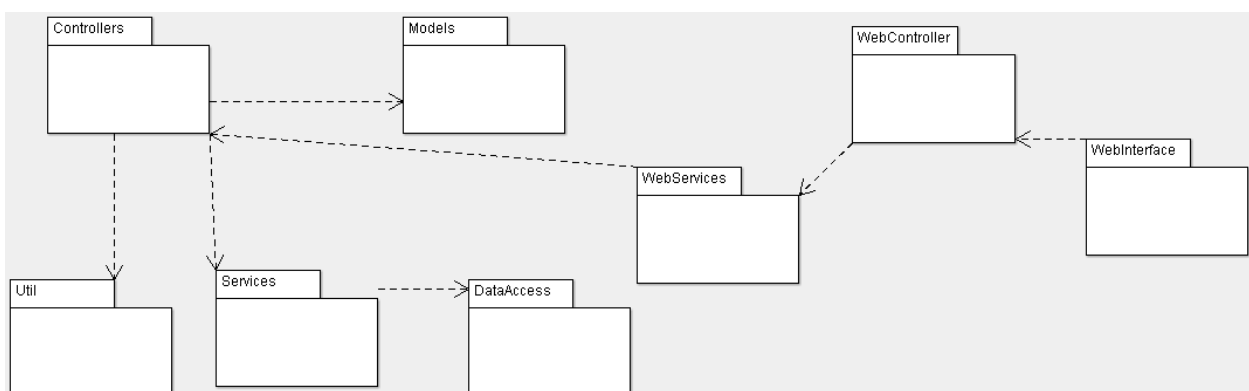 Controllers
Models
WebController
WebInterface
WebServices
Util
Services
DataAccess